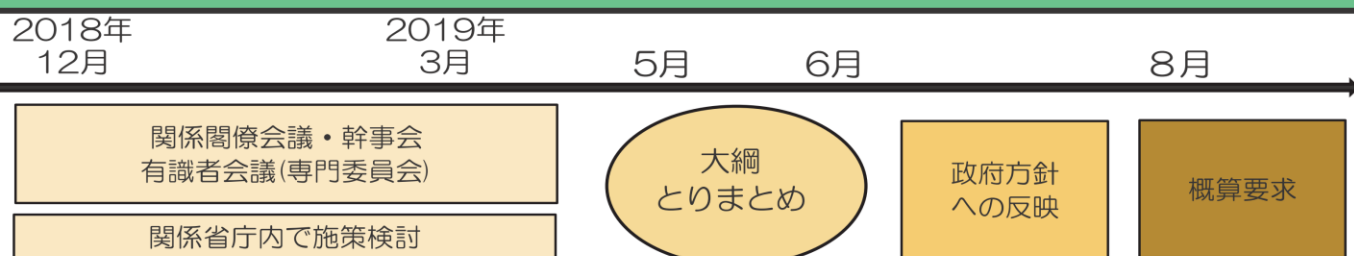 2018年
12月
2019年
3月
5月
6月
8月
関係閣僚会議・幹事会
有識者会議(専門委員会)
関係省庁内で施策検討
大綱
とりまとめ
政府方針
への反映
概算要求